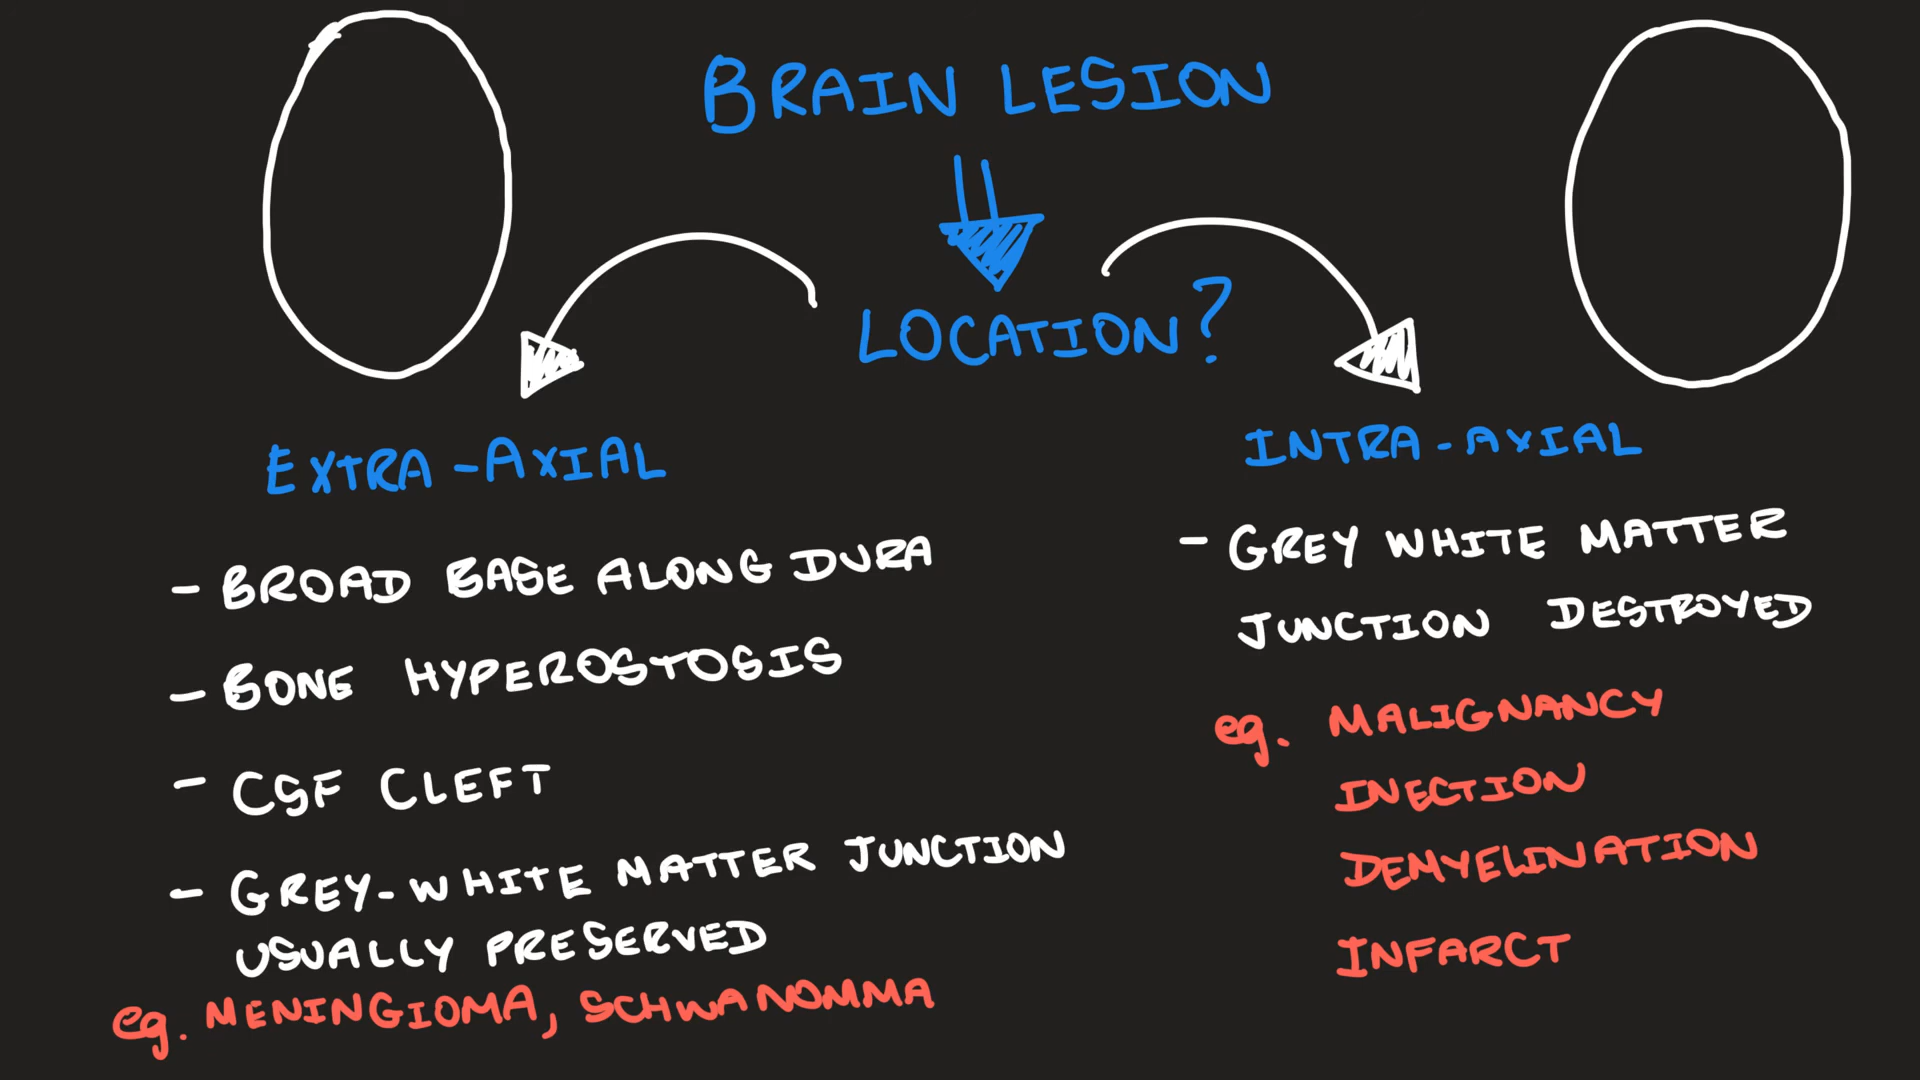 BRAIN LESION
LOCATION?
EXTRA-AXIAL
- BROAD BASE ALONG DURA
- BONE HYPEROSTOSIS
- CSF CLEFT
- GREY-WHITE MATTER JUNCTION
USUALLY PRESERVED
eg. MENINGIOMA, SCHWANOMMA
INTRA-AXIAL
- GREY WHITE MATTER
JUNCTION DESTROYED
eg. MALIGNANCY
INECTION
DEMYELINATION
INFARCT